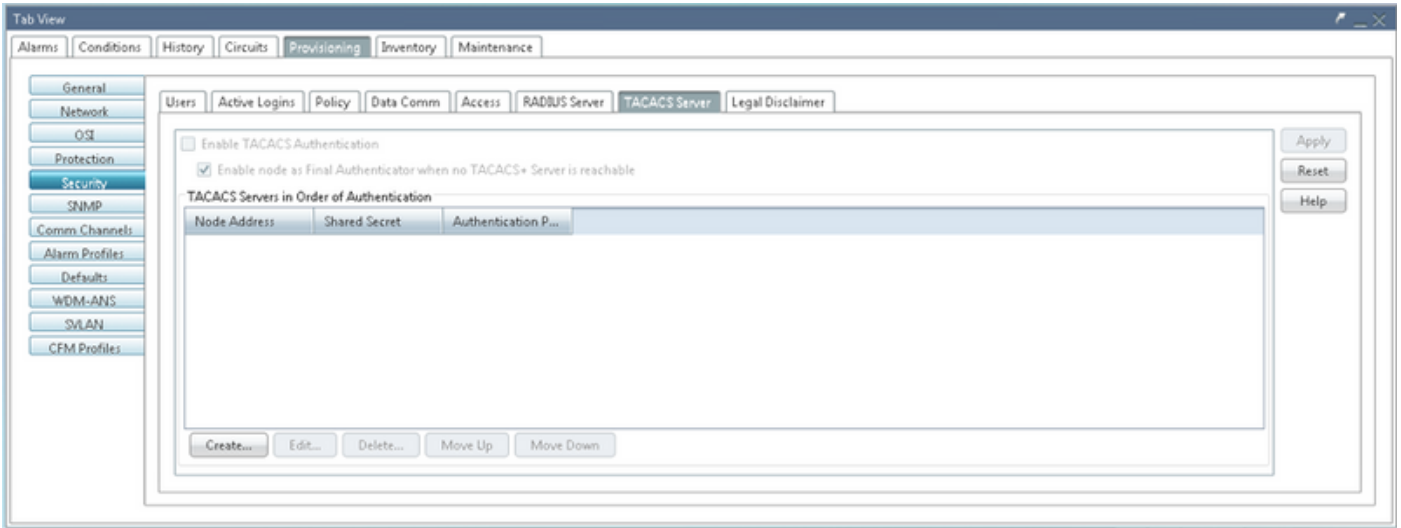 Tab View
Alarms Conditions History Circuits Provisioning Inventory Maintenance
General
Network
OSI
Protection
Security
SNMP
Comm Channels
Alarm Profiles
Defaults
WDM-ANS
SVLAN
CFM Profiles
Users Active Logins Policy Data Comm Access RADIUS Server TACACS Server Legal Disclaimer
Enable TACACS Authentication
Enable node as Final Authenticator when no TACACS+ Server is reachable
TACACS Servers in Order of Authentication
Node Address Shared Secret Authentication P...
Create... Edit... Delete... Move Up Move Down
Apply
Reset
Help